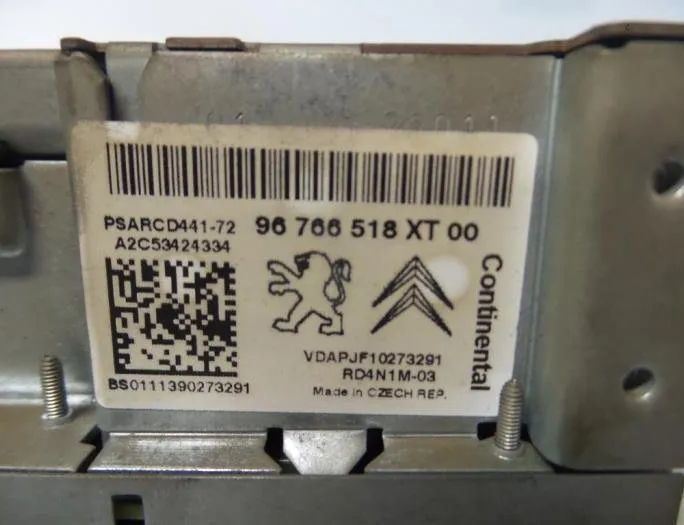 PSARCD441-72
96 766 518 XT 00
A2C53424334
Continental
VDAPJF10273291
RD4N1M-03
BS0111390273291
Made in CZECH REP.